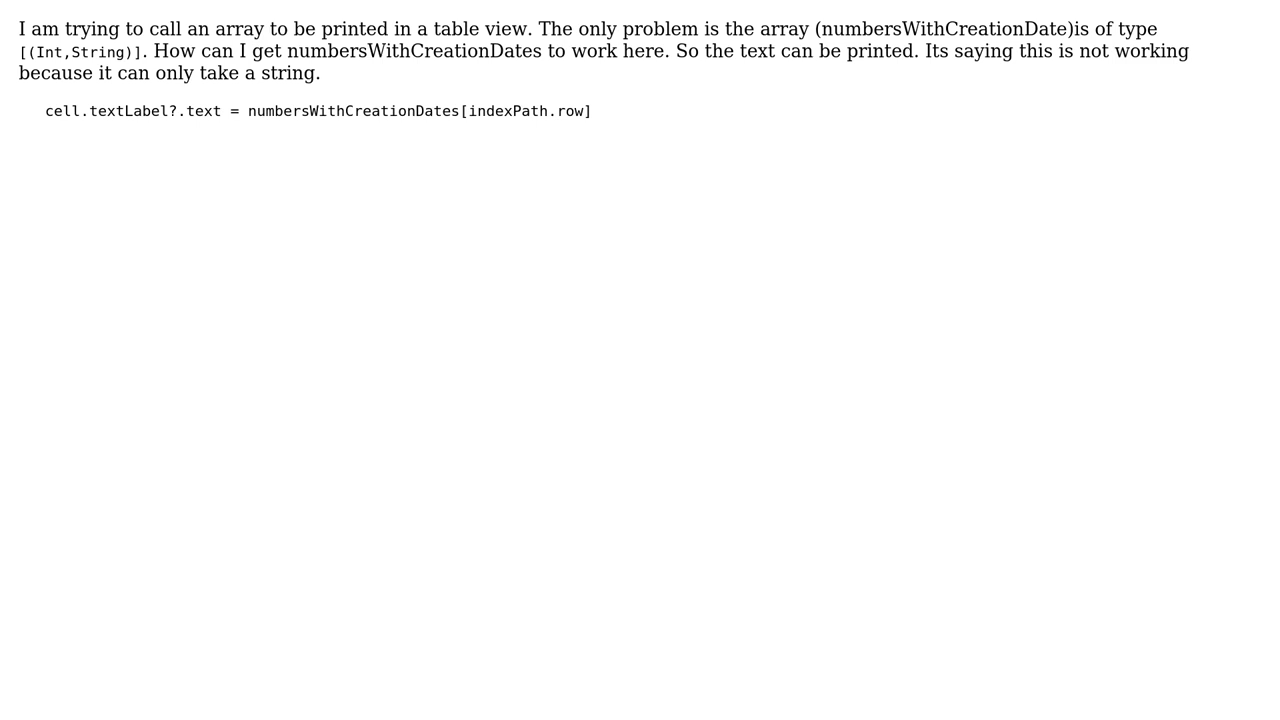 I am trying to call an array to be printed in a table view. The only problem is the array (numbersWithCreationDate)is of type
[(Int,String)]. How can I get numbersWithCreationDates to work here. So the text can be printed. Its saying this is not working
because it can only take a string.
cell.textLabel?.text = numbersWithCreationDates[indexPath.row]